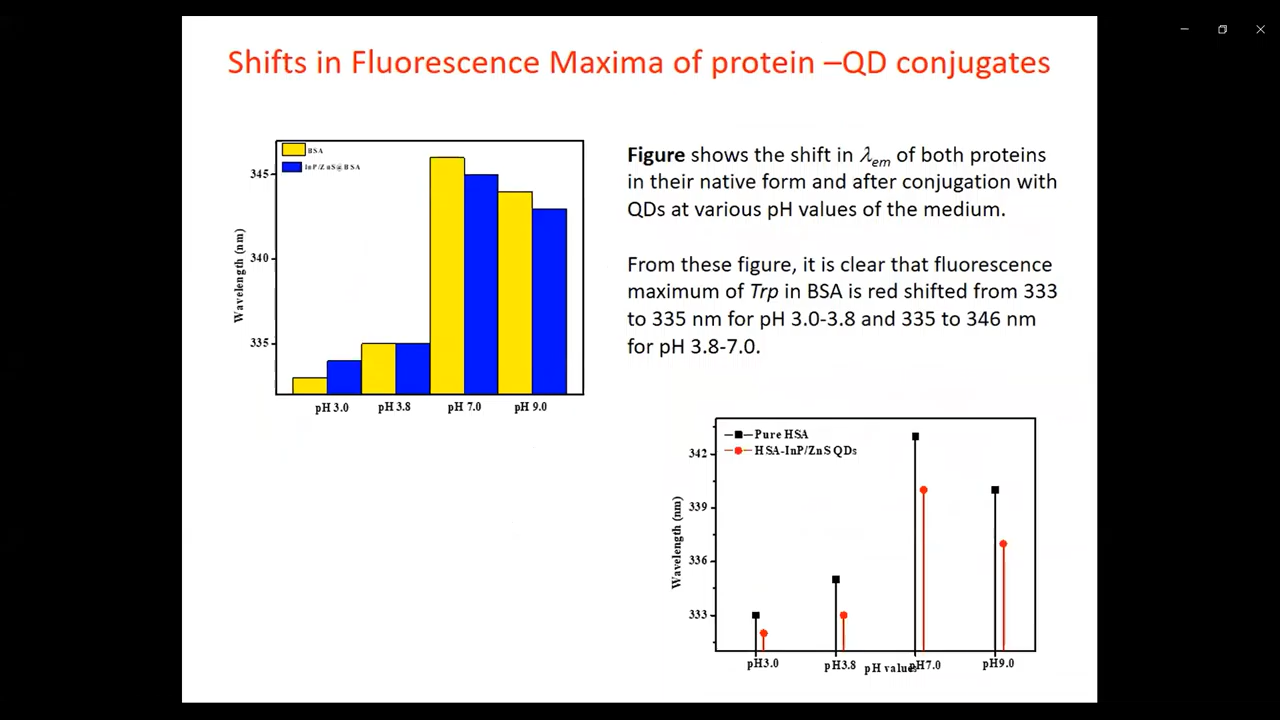 Shifts in Fluorescence Maxima of protein –QD conjugates
BSA
InP/ZnS@BSA
345
340
335
Wavelength (nm)
pH 3.0 pH 3.8 pH 7.0 pH 9.0
Figure shows the shift in λem of both proteins
in their native form and after conjugation with
QDs at various pH values of the medium.
From these figure, it is clear that fluorescence
maximum of Trp in BSA is red shifted from 333
to 335 nm for pH 3.0-3.8 and 335 to 346 nm
for pH 3.8-7.0.
Pure HSA
HSA-InP/ZnS QDs
342
339
336
333
Wavelength (nm)
pH3.0 pH3.8 pH7.0 pH9.0
pH values